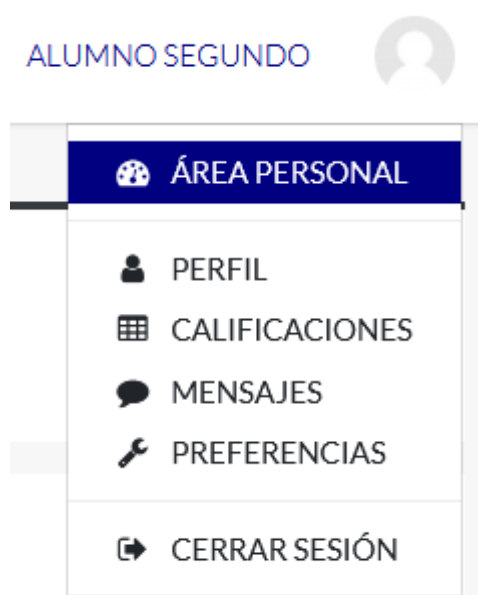 ALUMNO SEGUNDO
ÁREA PERSONAL
PERFIL
CALIFICACIONES
MENSAJES
PREFERENCIAS
CERRAR SESIÓN